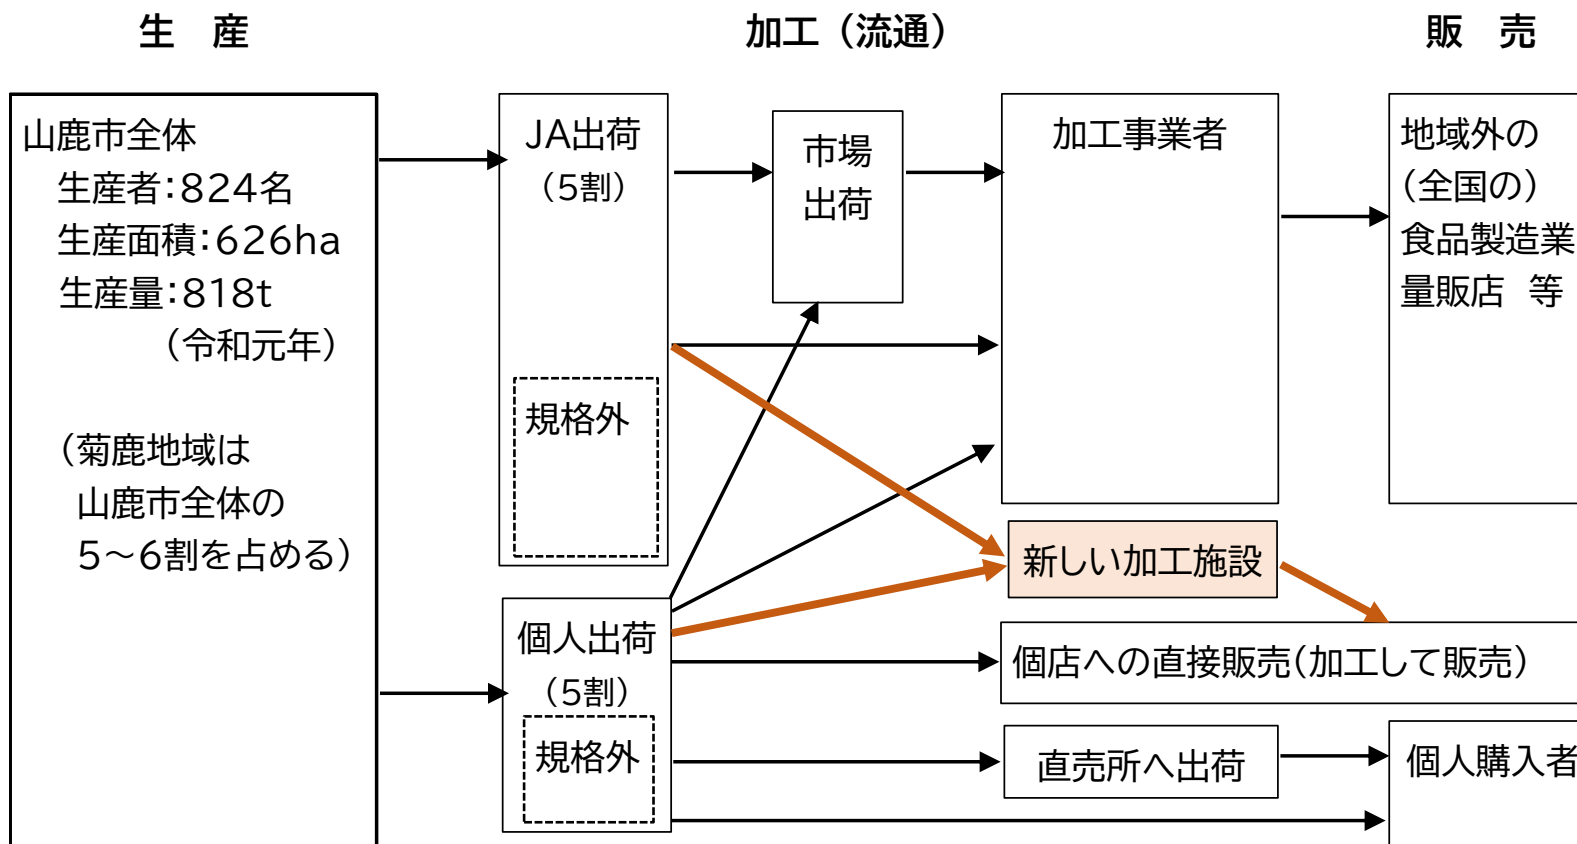 生　産
加工（流通）
販　売
山鹿市全体
生産者：824名
生産面積：626ha
生産量：818t
（令和元年）
（菊鹿地域は
山鹿市全体の
5～6割を占める）
JA出荷
（5割）
規格外
個人出荷
（5割）
規格外
市場
出荷
加工事業者
新しい加工施設
個店への直接販売（加工して販売）
直売所へ出荷
地域外の
（全国の）
食品製造業
量販店　等
個人購入者